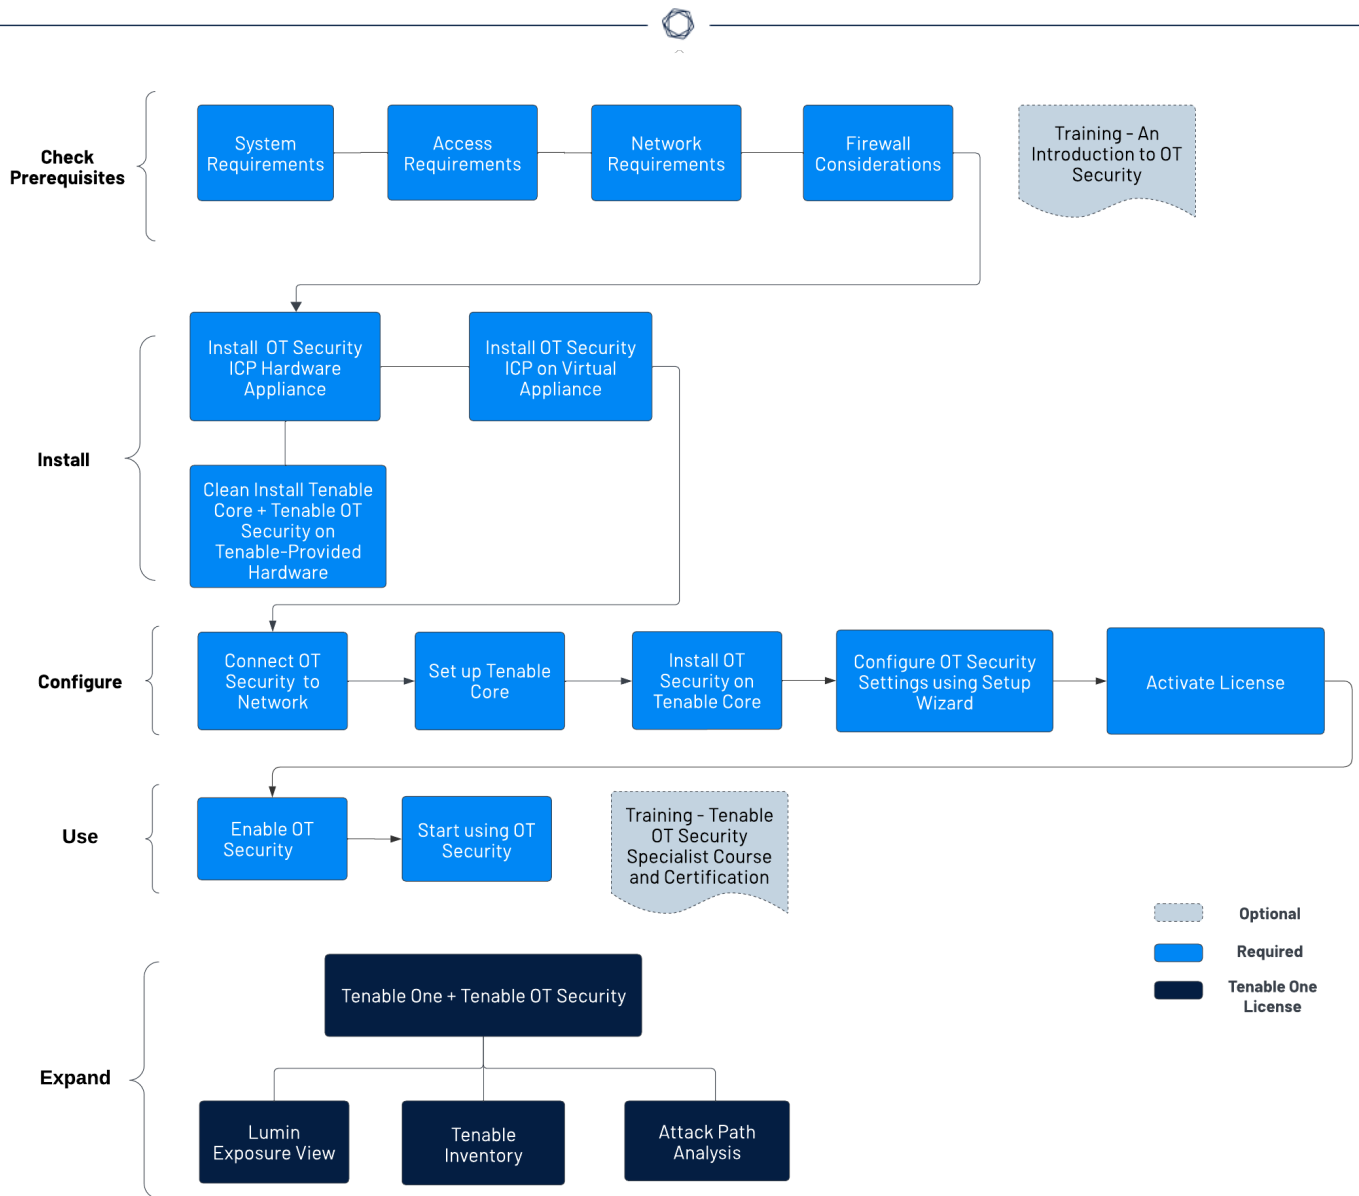 Check
Prerequisites
System
Requirements
Access
Requirements
Network
Requirements
Firewall
Considerations
Training - An
Introduction to OT
Security
Install
Install OT Security
ICP Hardware
Appliance
Install OT Security
ICP on Virtual
Appliance
Clean Install Tenable
Core + Tenable OT
Security on
Tenable-Provided
Hardware
Configure
Connect OT
Security to
Network
Set up Tenable
Core
Install OT
Security on
Tenable Core
Configure OT Security
Settings using Setup
Wizard
Activate License
Use
Enable OT
Security
Start using OT
Security
Training - Tenable
OT Security
Specialist Course
and Certification
Optional
Required
Tenable One
License
Expand
Tenable One + Tenable OT Security
Lumin
Exposure View
Tenable
Inventory
Attack Path
Analysis